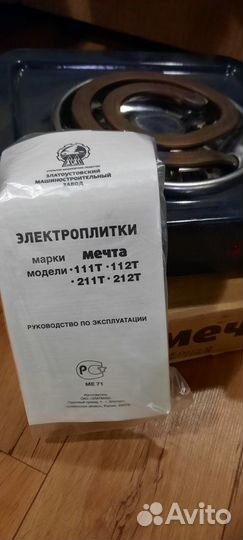 ЗЛАТОУСТОВСКИЙ
МАШИНОСТРОИТЕЛЬНЫЙ
ЗАВОД
ЭЛЕКТРОПЛИТКИ
марки мечта
модели ·111Т ·112Т
·211Т ·212Т
РУКОВОДСТВО ПО ЭКСПЛУАТАЦИИ
МЕ 71
мечт
Avito